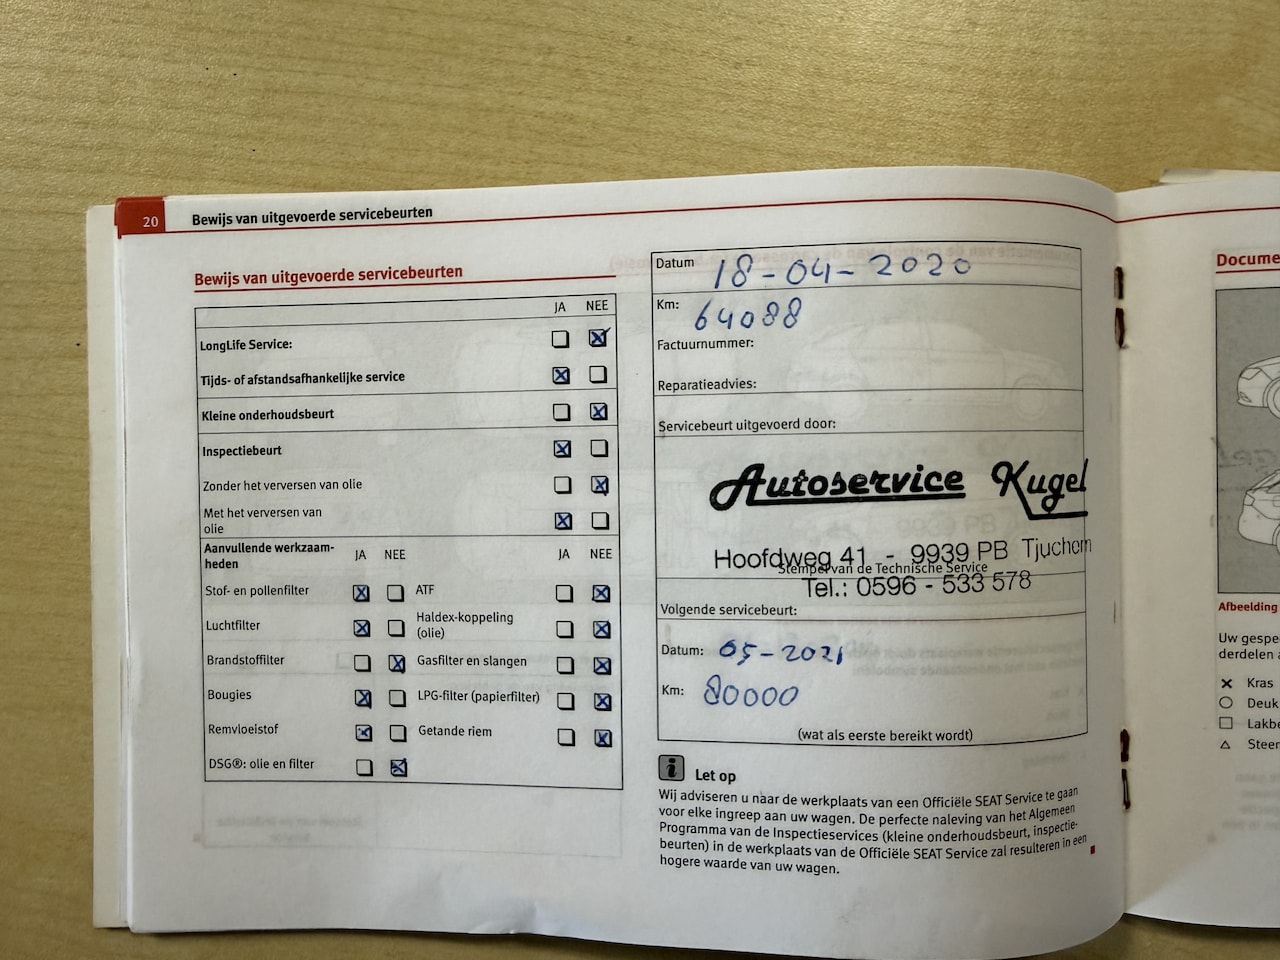 20 Bewijs van uitgevoerde servicebeurten
Bewijs van uitgevoerde servicebeurten
JA NEE
LongLife Service:
Tijds- of afstandsafhankelijke service
Kleine onderhoudsbeurt
Inspectiebeurt
Zonder het verversen van olie
Met het verversen van
olie
Aanvullende werkzaam-
heden
JA NEE
JA NEE
Stof- en pollenfilter
ATF
Luchtfilter
Haldex-koppeling
(olie)
Brandstoffilter
Gasfilter en slangen
Bougies
LPG-filter (papierfilter)
Remvloeistof
Getande riem
DSG®: olie en filter
Datum 18-04-2020
Km: 64088
Factuurnummer:
Reparatieadvies:
Servicebeurt uitgevoerd door:
Autoservice Kugel
Hoofdweg 41 - 9939 PB Tjuchem
Stempel van de Technische Service
Tel.: 0596 - 533 578
Volgende servicebeurt:
Datum: 05-2021
Km: 80000
(wat als eerste bereikt wordt)
i Let op
Wij adviseren u naar de werkplaats van een Officiële SEAT Service te gaan
voor elke ingreep aan uw wagen. De perfecte naleving van het Algemeen
Programma van de Inspectieservices (kleine onderhoudsbeurt, inspectie-
beurten) in de werkplaats van de Officiële SEAT Service zal resulteren in een
hogere waarde van uw wagen.
Docume
Afbeelding
Uw gespe
derdelen a
Kras
Deuk
Lakbe
Steer